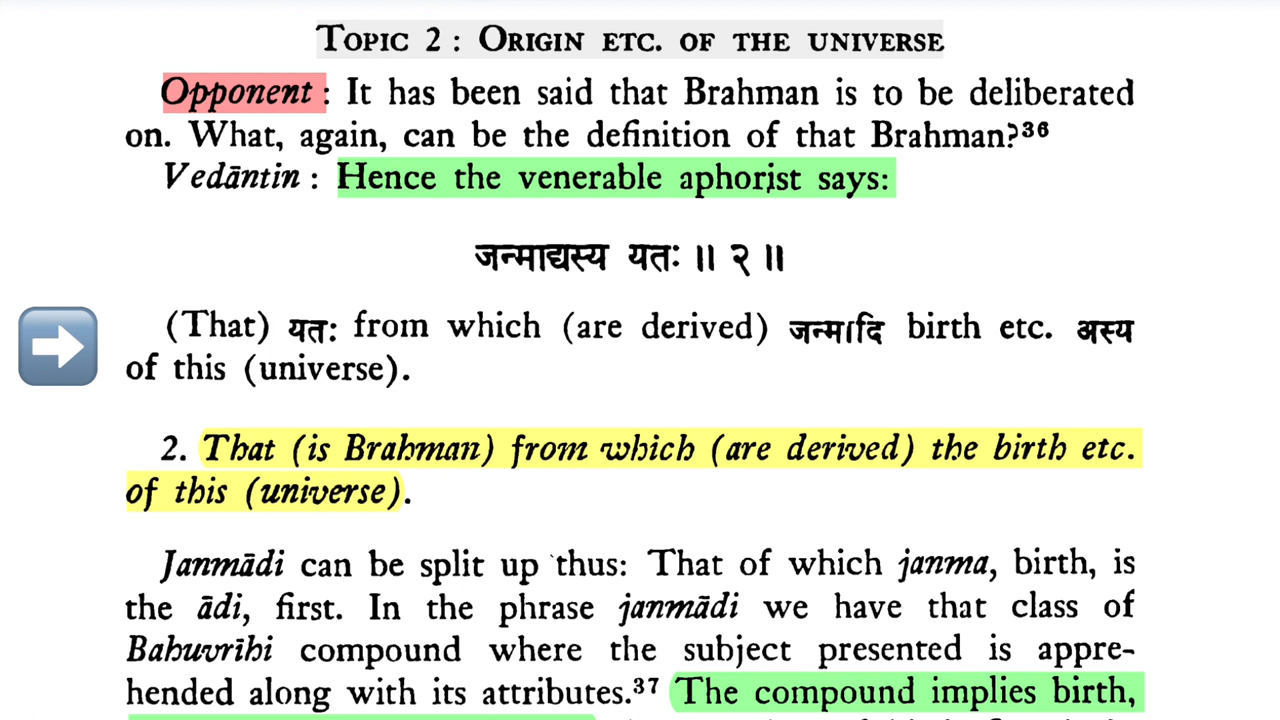 TOPIC 2 : ORIGIN ETC. OF THE UNIVERSE
Opponent : It has been said that Brahman is to be deliberated
on. What, again, can be the definition of that Brahman?³⁶
Vedāntin : Hence the venerable aphorist says:
जन्माद्यस्य यतः ॥ २ ॥
(That) यतः from which (are derived) जन्मादि birth etc. अस्य
of this (universe).
2. That (is Brahman) from which (are derived) the birth etc.
of this (universe).
Janmādi can be split up thus: That of which janma, birth, is
the ādi, first. In the phrase janmādi we have that class of
Bahuvrīhi compound where the subject presented is appre-
hended along with its attributes.³⁷ The compound implies birth,